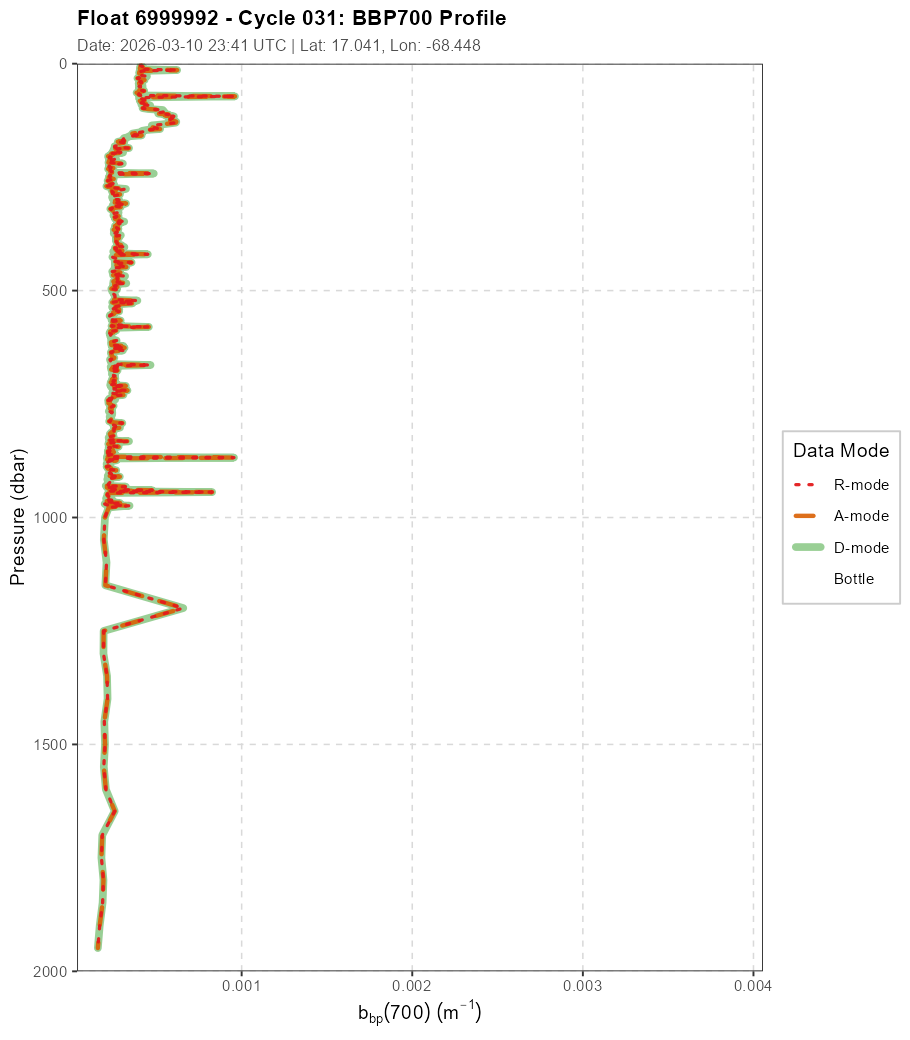 Float 6999992 - Cycle 031: BBP700 Profile
Date: 2026-03-10 23:41 UTC | Lat: 17.041, Lon: -68.448
0
500
1000
1500
2000
Pressure (dbar)
0.001
0.002
0.003
0.004
b_bp(700) (m⁻¹)
Data Mode
R-mode
A-mode
D-mode
Bottle